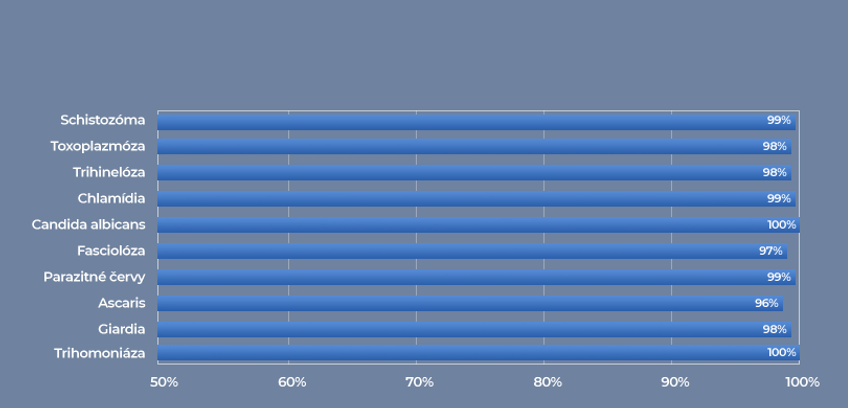 Schistozóma 99%
Toxoplazmóza 98%
Trihinelóza 98%
Chlamídia 99%
Candida albicans 100%
Fasciolóza 97%
Parazitné červy 99%
Ascaris 96%
Giardia 98%
Trihomoniáza 100%
50% 60% 70% 80% 90% 100%